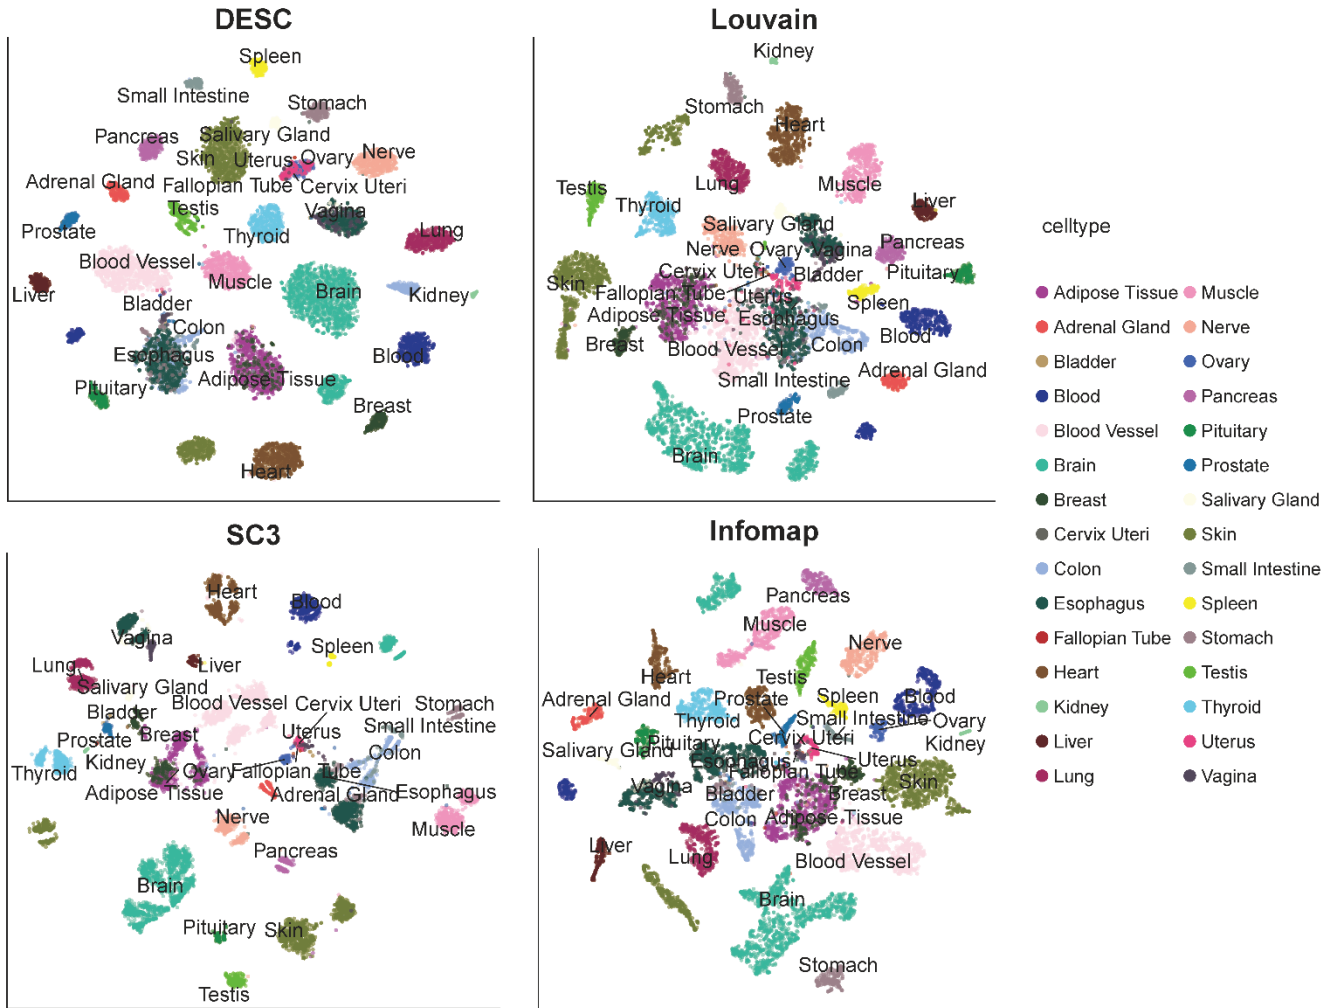 DESC
Spleen
Small Intestine
Stomach
Pancreas
Salivary Gland
Skin
Uterus
Ovary
Nerve
Adrenal Gland
Fallopian Tube
Cervix Uteri
Testis
Vagina
Prostate
Thyroid
Lung
Blood Vessel
Muscle
Liver
Brain
Kidney
Bladder
Colon
Esophagus
Blood
Pituitary
Adipose Tissue
Breast
Heart
Louvain
Kidney
Stomach
Heart
Lung
Muscle
Testis
Thyroid
Liver
Salivary Gland
Nerve
Ovary
Vagina
Pancreas
Cervix Uteri
Bladder
Pituitary
Skin
Fallopian Tube
Uterus
Spleen
Adipose Tissue
Esophagus
Breast
Blood Vessel
Colon
Blood
Small Intestine
Adrenal Gland
Prostate
Brain
SC3
Heart
Blood
Vagina
Spleen
Lung
Liver
Salivary Gland
Blood Vessel
Cervix Uteri
Stomach
Bladder
Uterus
Small Intestine
Prostate
Breast
Colon
Kidney
Thyroid
Ovary
Fallopian Tube
Adipose Tissue
Adrenal Gland
Esophagus
Nerve
Muscle
Pancreas
Brain
Pituitary
Skin
Testis
Infomap
Pancreas
Muscle
Nerve
Heart
Testis
Adrenal Gland
Prostate
Spleen
Blood
Thyroid
Small Intestine
Ovary
Salivary Gland
Pituitary
Cervix Uteri
Kidney
Esophagus
Uterus
Fallopian Tube
Skin
Vagina
Bladder
Breast
Colon
Adipose Tissue
Liver
Lung
Blood Vessel
Brain
Stomach
celltype
Adipose Tissue
Adrenal Gland
Bladder
Blood
Blood Vessel
Brain
Breast
Cervix Uteri
Colon
Esophagus
Fallopian Tube
Heart
Kidney
Liver
Lung
Muscle
Nerve
Ovary
Pancreas
Pituitary
Prostate
Salivary Gland
Skin
Small Intestine
Spleen
Stomach
Testis
Thyroid
Uterus
Vagina